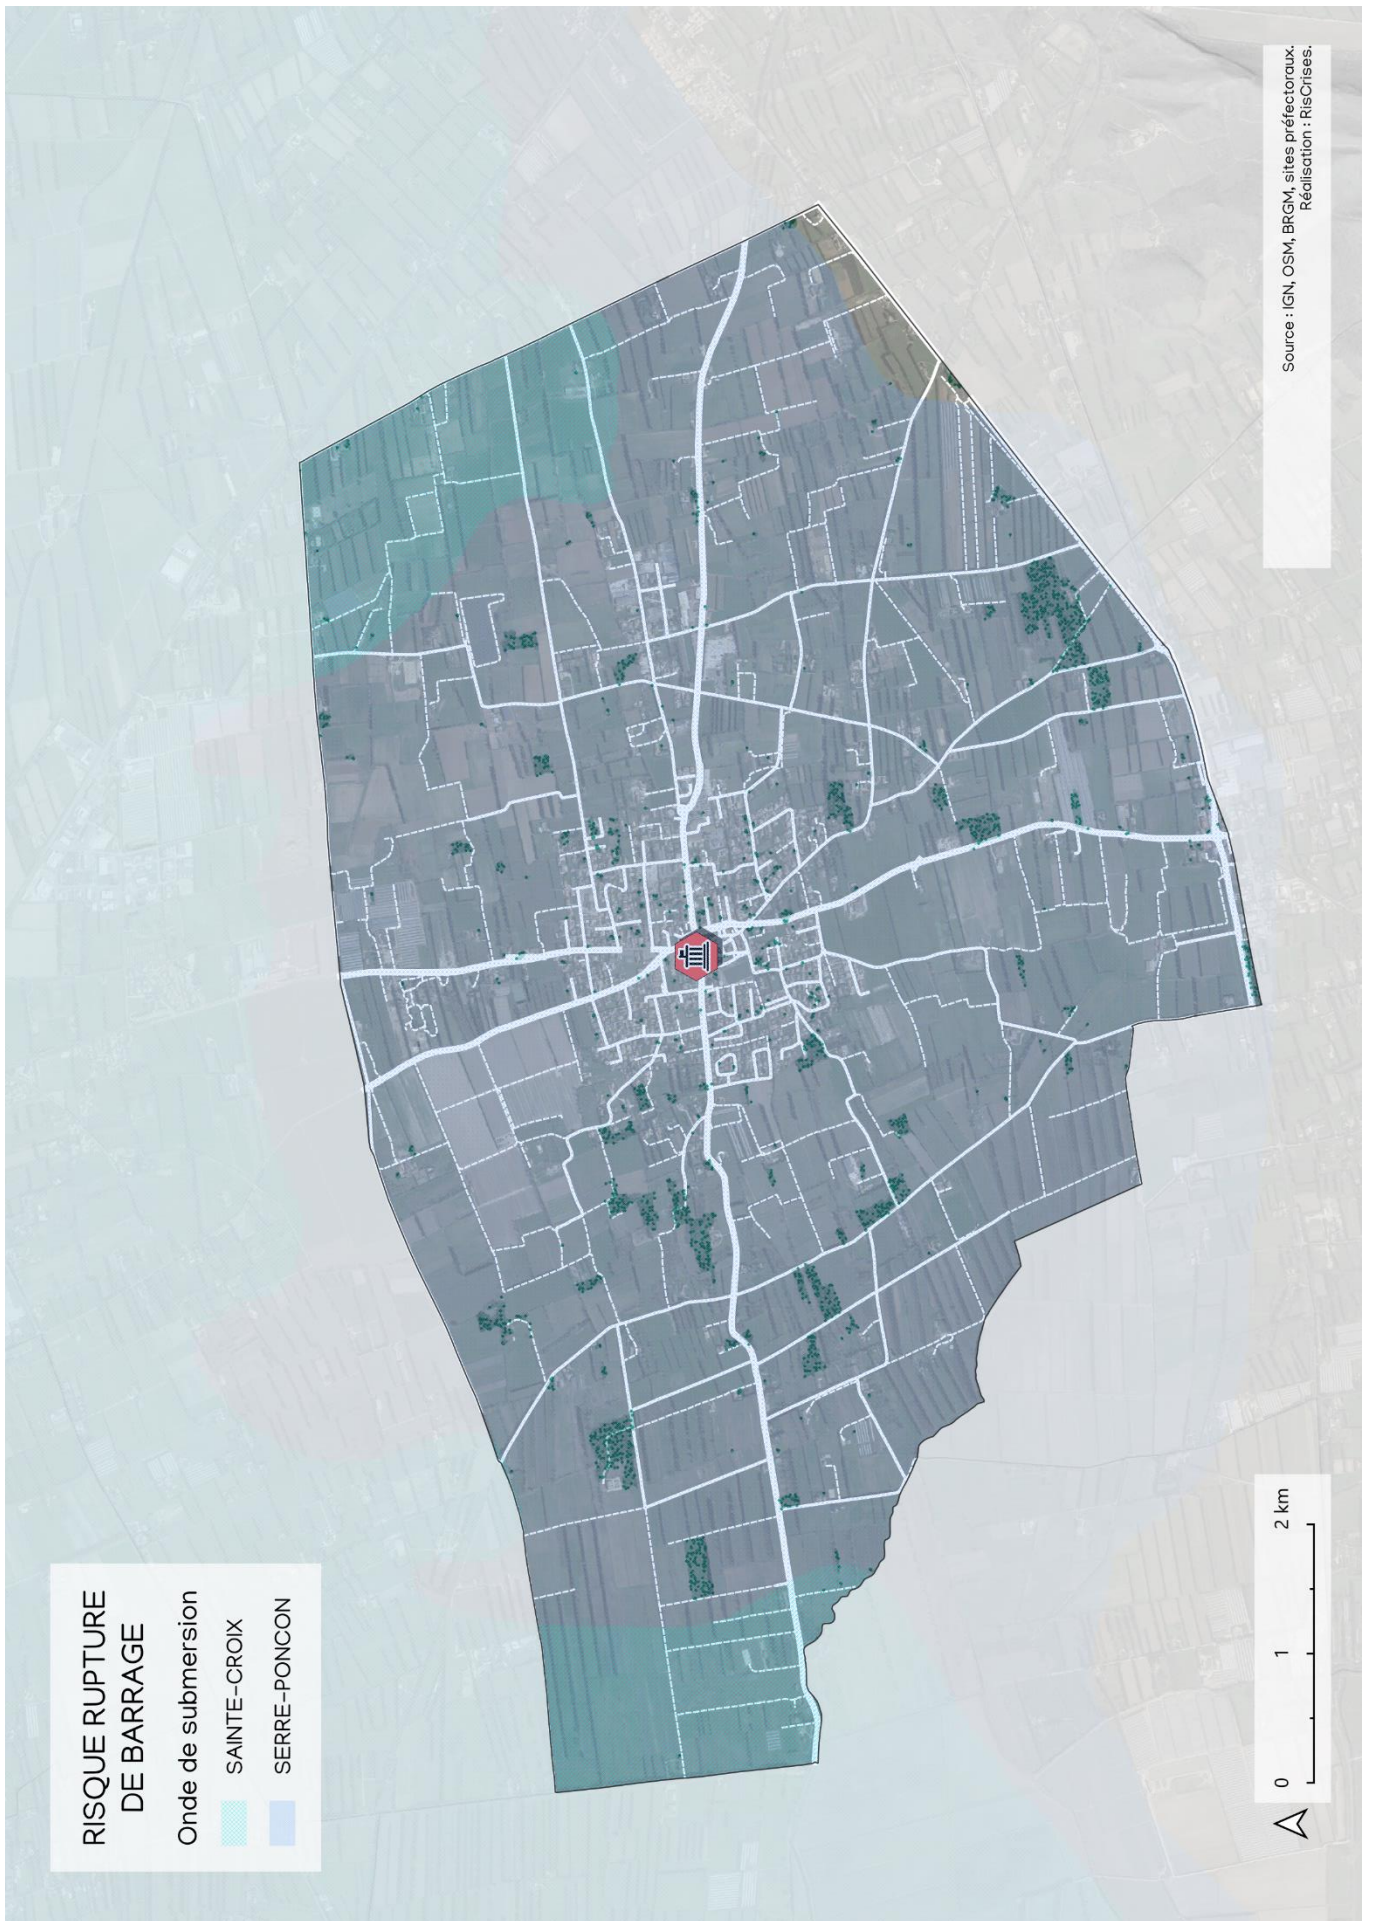 RISQUE RUPTURE
DE BARRAGE
Onde de submersion
SAINTE-CROIX
SERRE-PONCON
0 1 2 km
Source : IGN, OSM, BRGM, sites préfectoraux.
Réalisation : RisCrises.